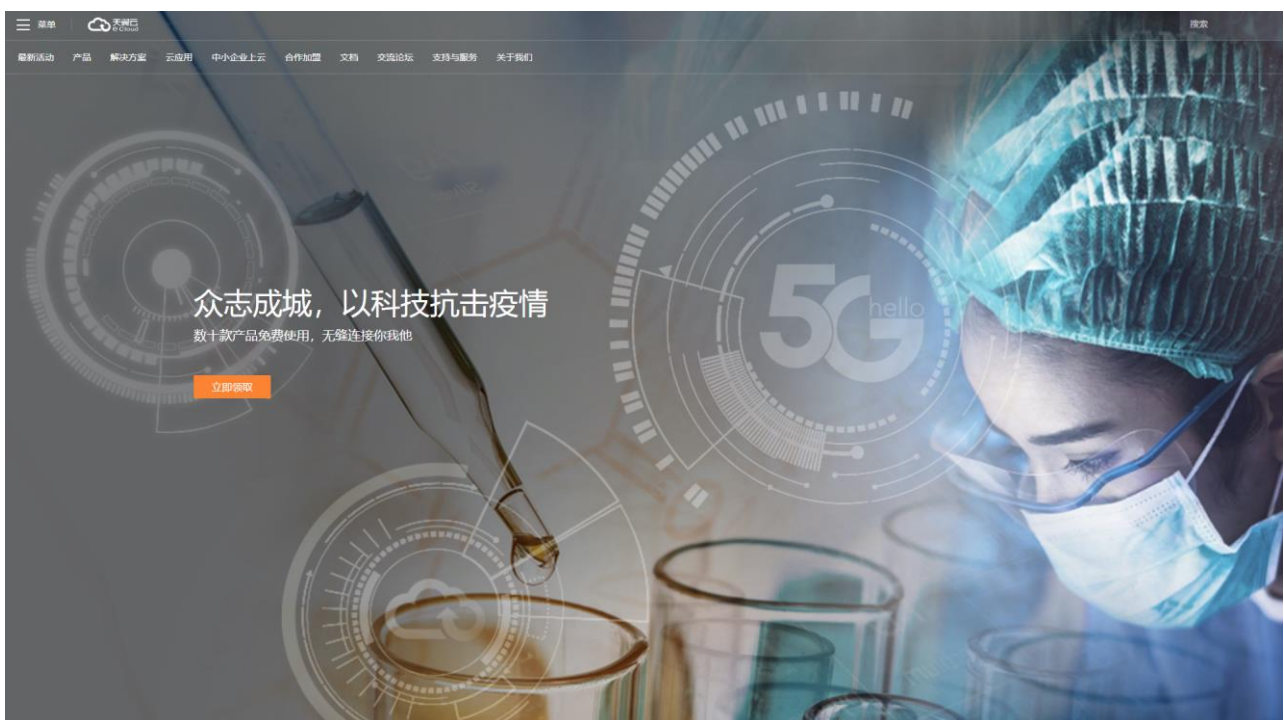 菜单
天翼云
e Cloud
搜索
最新活动 产品 解决方案 云应用 中小企业上云 合作加盟 文档 交流论坛 支持与服务 关于我们
5G
hello
众志成城，以科技抗击疫情
数十款产品免费使用，无缝连接你我他
立即领取